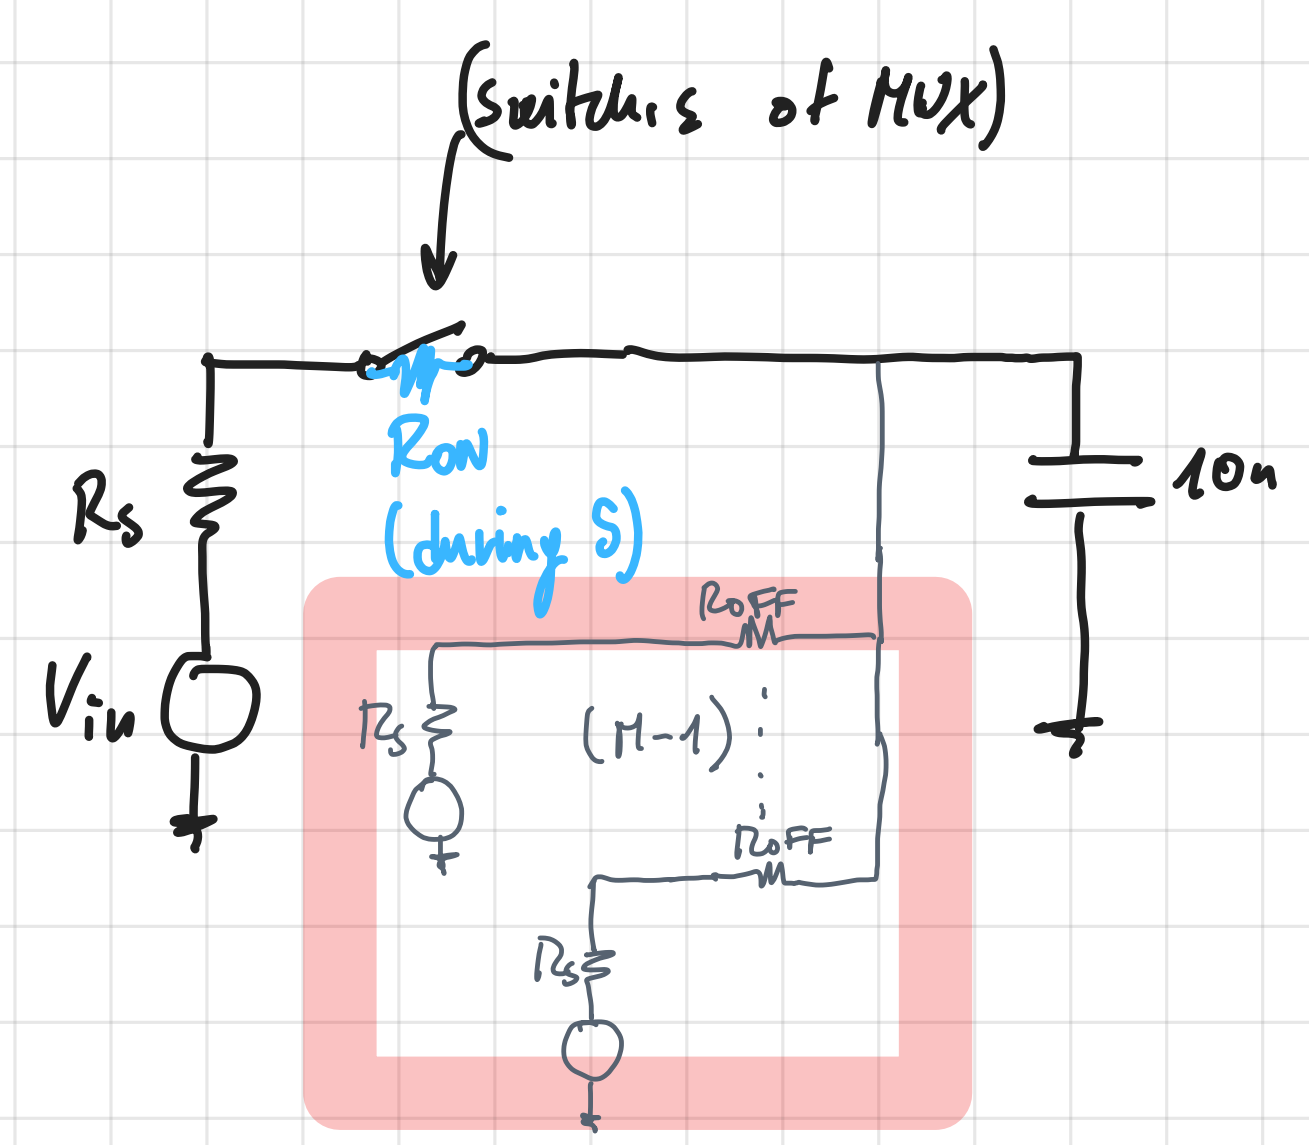 (Switches of MUX)
RON
(during S)
Rs
10n
Vin
ROFF
Rs
(M-1)
ROFF
Rs